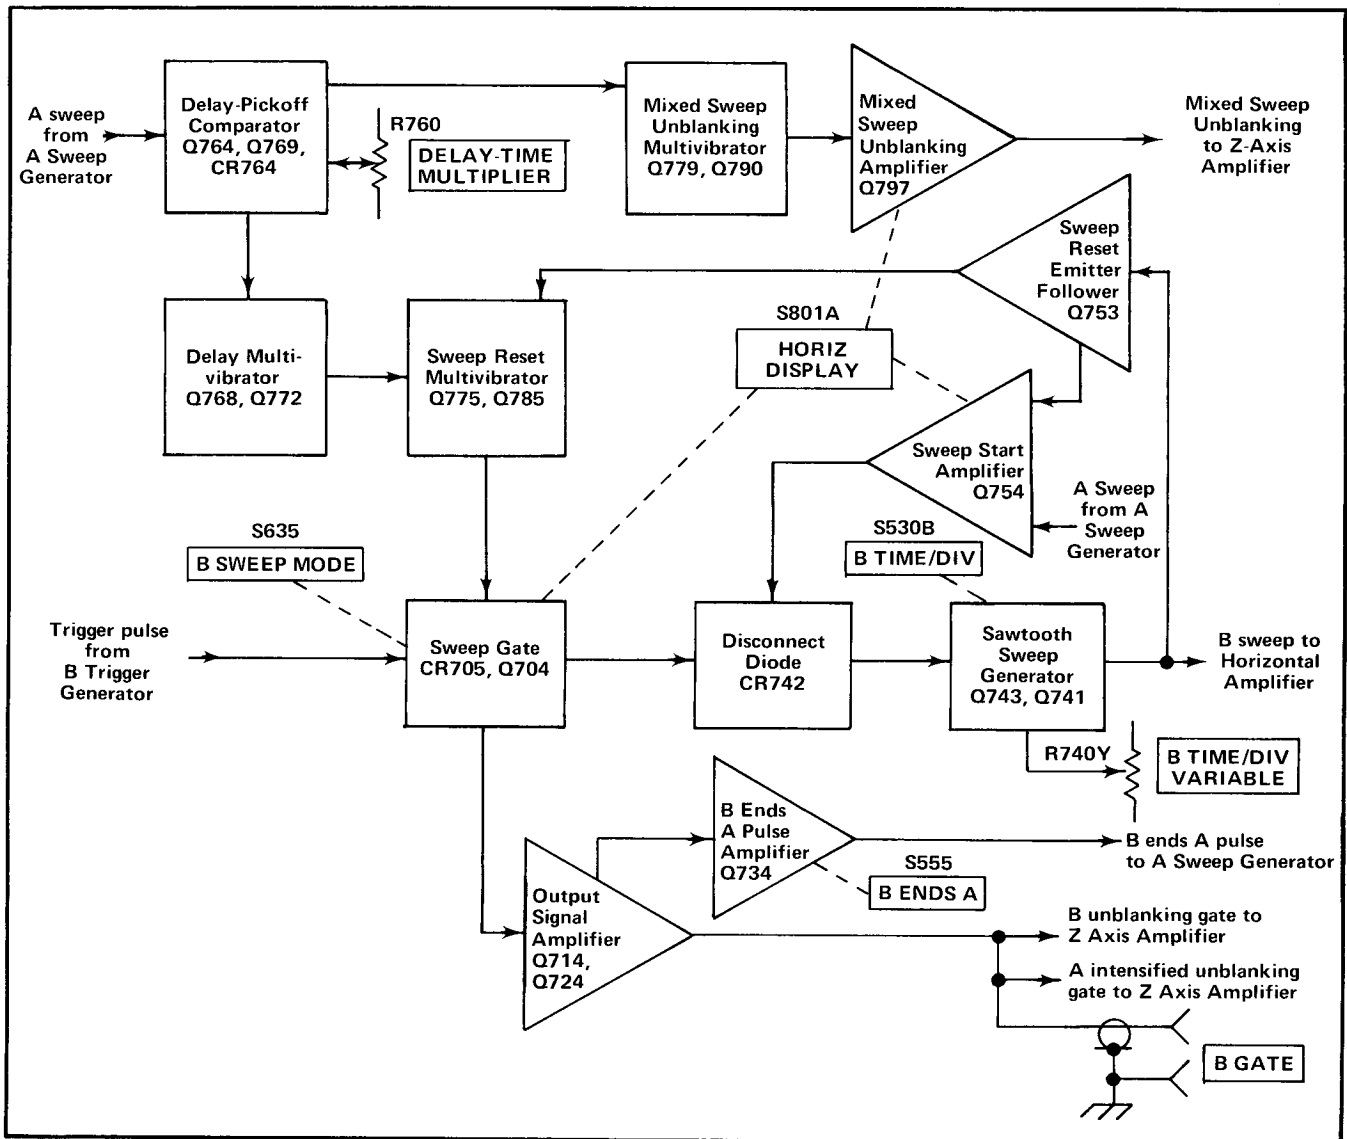 A sweep
from
A Sweep
Generator
Delay-Pickoff
Comparator
Q764, Q769,
CR764
R760
DELAY-TIME
MULTIPLIER
Mixed Sweep
Unblanking
Multivibrator
Q779, Q790
Mixed
Sweep
Unblanking
Amplifier
Q797
Mixed Sweep
Unblanking
to Z-Axis
Amplifier
Delay Multi-
vibrator
Q768, Q772
Sweep Reset
Multivibrator
Q775, Q785
S801A
HORIZ
DISPLAY
Sweep
Reset
Emitter
Follower
Q753
Sweep Start
Amplifier
Q754
A Sweep
from A
Sweep
Generator
S635
B SWEEP MODE
S530B
B TIME/DIV
Trigger pulse
from
B Trigger
Generator
Sweep Gate
CR705, Q704
Disconnect
Diode
CR742
Sawtooth
Sweep
Generator
Q743, Q741
B sweep to
Horizontal
Amplifier
R740Y
B TIME/DIV
VARIABLE
B Ends
A Pulse
Amplifier
Q734
B ends A pulse
to A Sweep Generator
S555
B ENDS A
Output
Signal
Amplifier
Q714,
Q724
B unblanking gate to
Z Axis Amplifier
A intensified unblanking
gate to Z Axis Amplifier
B GATE